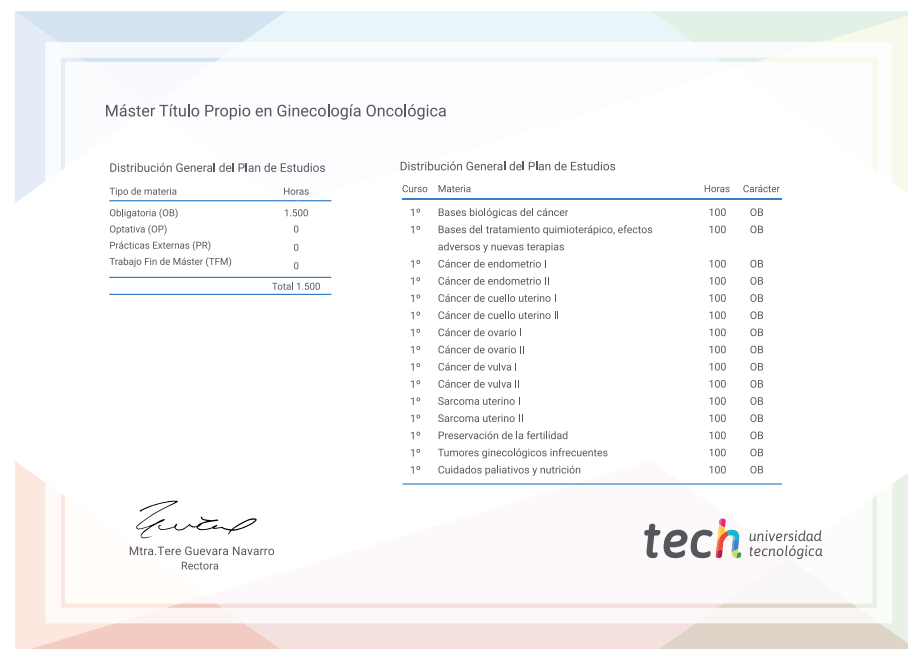 Máster Título Propio en Ginecología Oncológica
Distribución General del Plan de Estudios
Tipo de materia Horas
Obligatoria (OB) 1.500
Optativa (OP) 0
Prácticas Externas (PR) 0
Trabajo Fin de Máster (TFM) 0
Total 1.500
Distribución General del Plan de Estudios
Curso Materia Horas Carácter
1º Bases biológicas del cáncer 100 OB
1º Bases del tratamiento quimioterápico, efectos 100 OB
adversos y nuevas terapias
1º Cáncer de endometrio I 100 OB
1º Cáncer de endometrio II 100 OB
1º Cáncer de cuello uterino I 100 OB
1º Cáncer de cuello uterino II 100 OB
1º Cáncer de ovario I 100 OB
1º Cáncer de ovario II 100 OB
1º Cáncer de vulva I 100 OB
1º Cáncer de vulva II 100 OB
1º Sarcoma uterino I 100 OB
1º Sarcoma uterino II 100 OB
1º Preservación de la fertilidad 100 OB
1º Tumores ginecológicos infrecuentes 100 OB
1º Cuidados paliativos y nutrición 100 OB
Mtra.Tere Guevara Navarro
Rectora
tech universidad
tecnológica